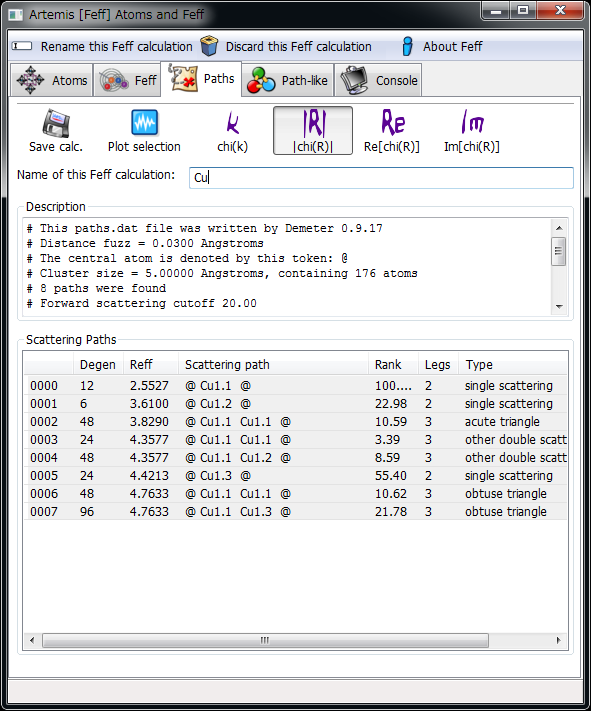 Artemis [Feff] Atoms and Feff
Rename this Feff calculation Discard this Feff calculation About Feff
Atoms Feff Paths Path-like Console
Save calc. Plot selection chi(k) |chi(R)| Re[chi(R)] Im[chi(R)]
k |R| Re Im
Name of this Feff calculation: Cu
Description
# This paths.dat file was written by Demeter 0.9.17
# Distance fuzz = 0.0300 Angstroms
# The central atom is denoted by this token: @
# Cluster size = 5.00000 Angstroms, containing 176 atoms
# 8 paths were found
# Forward scattering cutoff 20.00
Scattering Paths
Degen Reff Scattering path Rank Legs Type
0000 12 2.5527 @ Cu1.1 @ 100.... 2 single scattering
0001 6 3.6100 @ Cu1.2 @ 22.98 2 single scattering
0002 48 3.8290 @ Cu1.1 Cu1.1 @ 10.59 3 acute triangle
0003 24 4.3577 @ Cu1.1 Cu1.1 @ 3.39 3 other double scatt
0004 48 4.3577 @ Cu1.1 Cu1.2 @ 8.59 3 other double scatt
0005 24 4.4213 @ Cu1.3 @ 55.40 2 single scattering
0006 48 4.7633 @ Cu1.1 Cu1.1 @ 10.62 3 obtuse triangle
0007 96 4.7633 @ Cu1.1 Cu1.3 @ 21.78 3 obtuse triangle